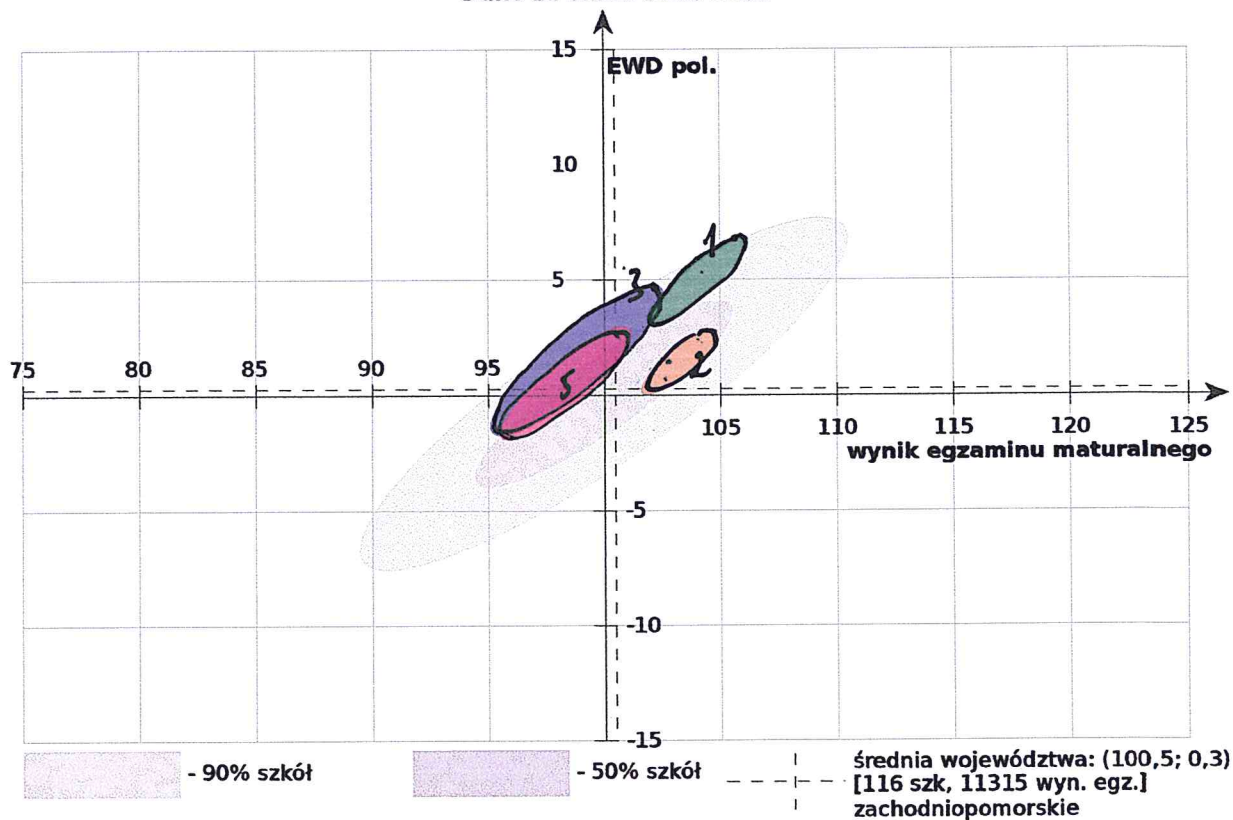 15
EWD pol.
10
1
3
5
75 80 85 90 95
2
5
105 110 115 120 125
wynik egzaminu maturalnego
-5
-10
-15
- 90% szkół
- 50% szkół
średnia województwa: (100,5; 0,3)
[116 szk, 11315 wyn. egz.]
zachodniopomorskie